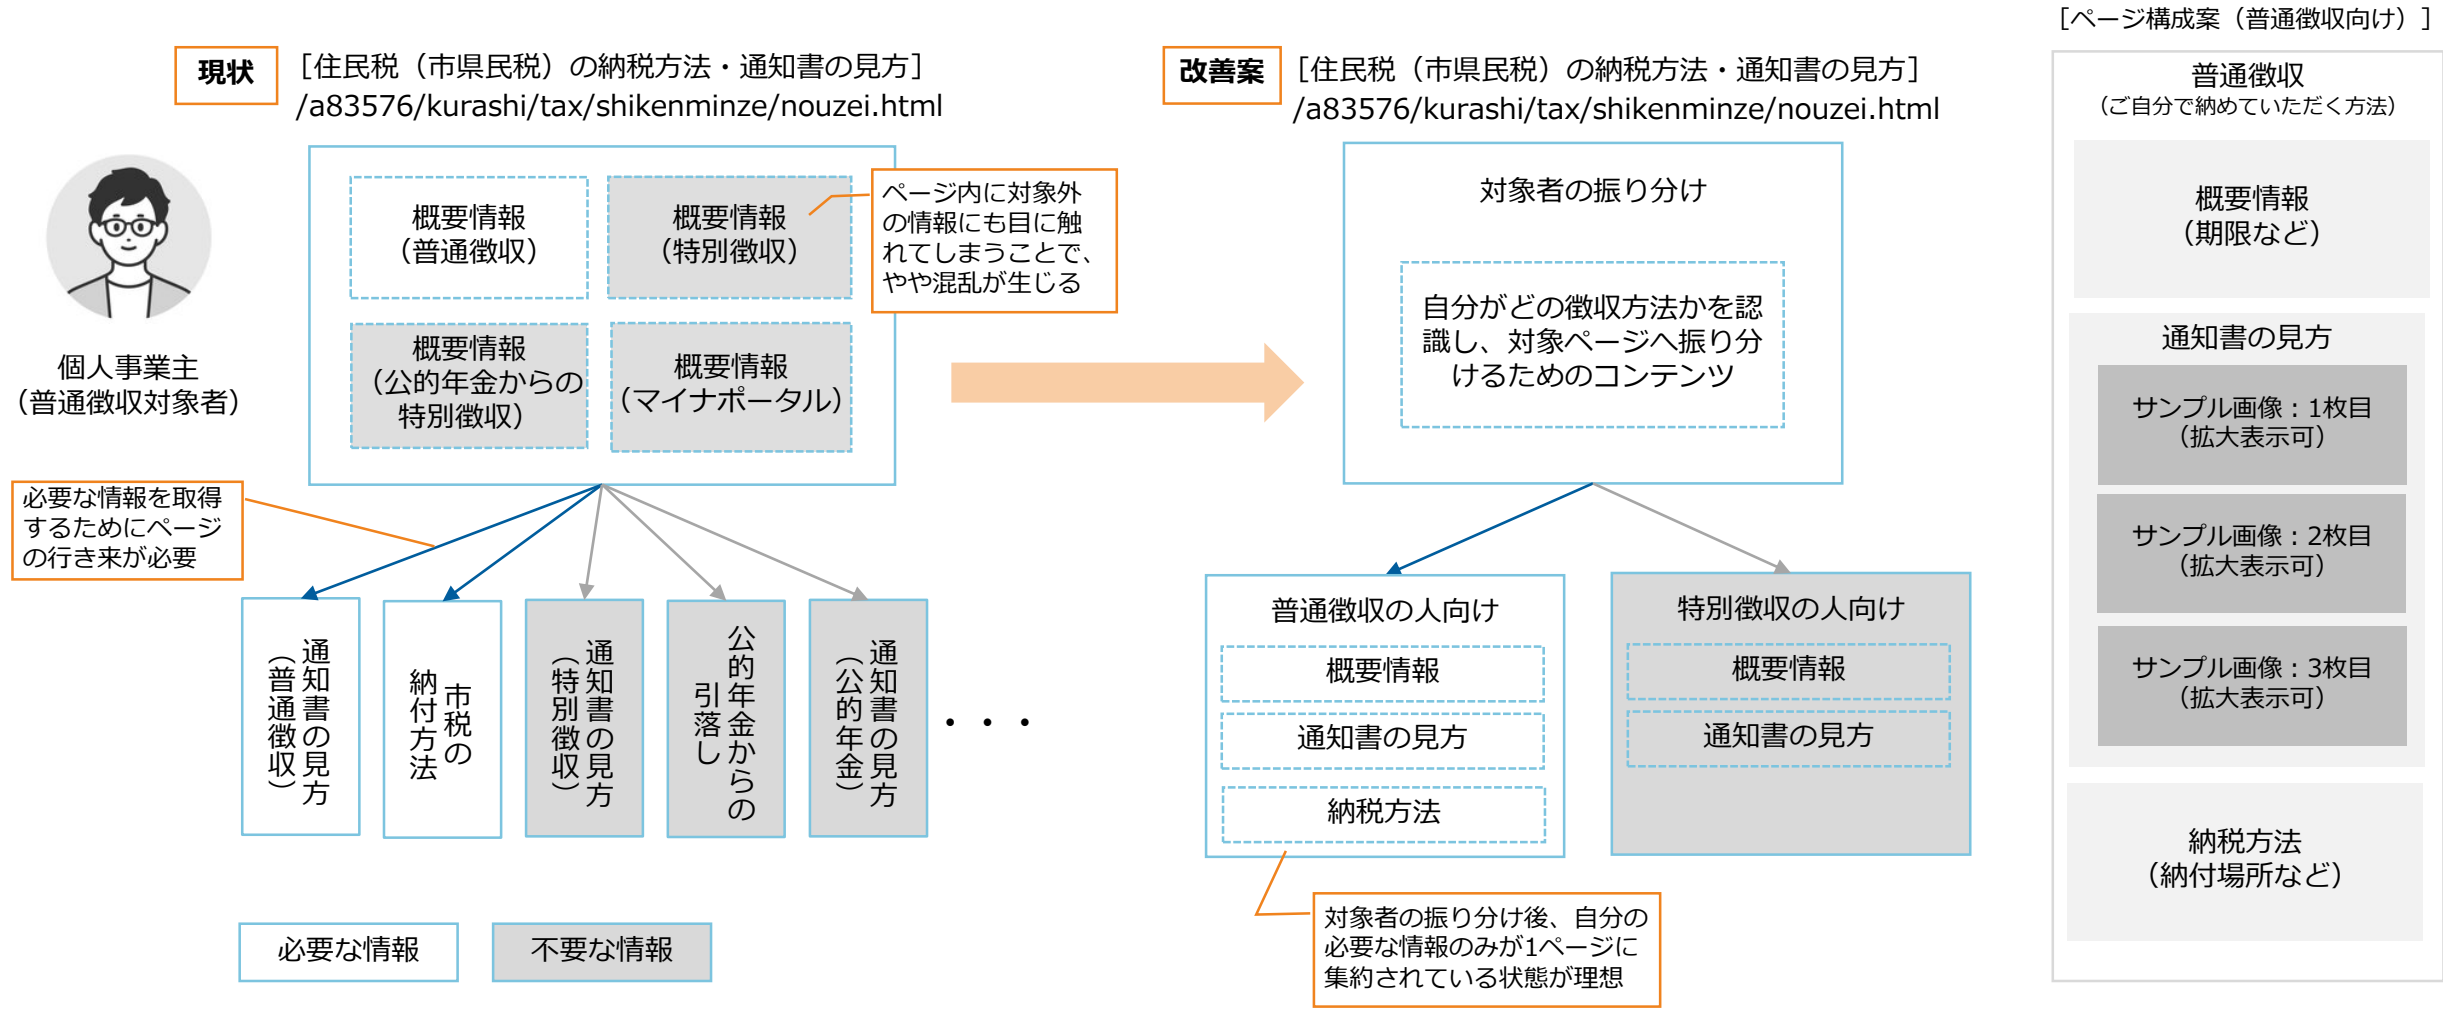 現状
［住民税（市県民税）の納税方法・通知書の見方］
/a83576/kurashi/tax/shikenminze/nouzei.html
個人事業主
（普通徴収対象者）
概要情報
（普通徴収）
概要情報
（特別徴収）
概要情報
（公的年金からの
特別徴収）
概要情報
（マイナポータル）
ページ内に対象外
の情報にも目に触
れてしまうことで、
やや混乱が生じる
必要な情報を取得
するためにページ
の行き来が必要
通知書の見方
（普通徴収）
市税の
納付方法
通知書の見方
（特別徴収）
公的年金からの
引落し
通知書の見方
（公的年金）
・・・
必要な情報
不要な情報
改善案
［住民税（市県民税）の納税方法・通知書の見方］
/a83576/kurashi/tax/shikenminze/nouzei.html
対象者の振り分け
自分がどの徴収方法かを認
識し、対象ページへ振り分
けるためのコンテンツ
普通徴収の人向け
概要情報
通知書の見方
納税方法
特別徴収の人向け
概要情報
通知書の見方
対象者の振り分け後、自分の
必要な情報のみが1ページに
集約されている状態が理想
［ページ構成案（普通徴収向け）］
普通徴収
（ご自分で納めていただく方法）
概要情報
（期限など）
通知書の見方
サンプル画像：1枚目
（拡大表示可）
サンプル画像：2枚目
（拡大表示可）
サンプル画像：3枚目
（拡大表示可）
納税方法
（納付場所など）